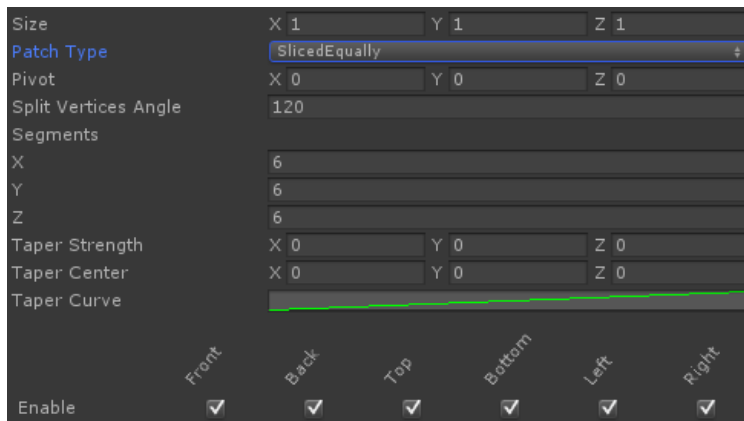 Size X 1 Y 1 Z 1
Patch Type SlicedEqually
Pivot X 0 Y 0 Z 0
Split Vertices Angle 120
Segments
X 6
Y 6
Z 6
Taper Strength X 0 Y 0 Z 0
Taper Center X 0 Y 0 Z 0
Taper Curve
Front Back Top Bottom Left Right
Enable